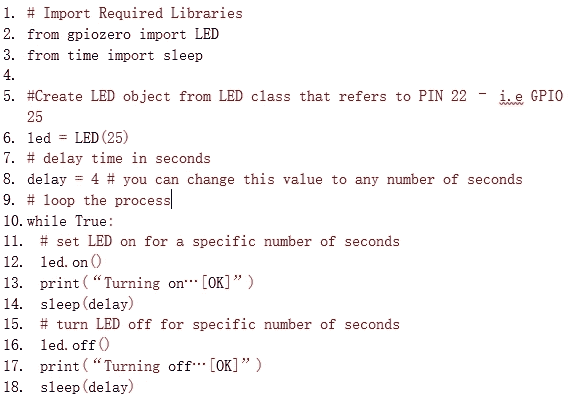 1. # Import Required Libraries
2. from gpiozero import LED
3. from time import sleep
4.
5. #Create LED object from LED class that refers to PIN 22 – i.e GPIO
25
6. led = LED(25)
7. # delay time in seconds
8. delay = 4 # you can change this value to any number of seconds
9. # loop the process
10. while True:
11. # set LED on for a specific number of seconds
12. led.on()
13. print(“Turning on…[OK]”)
14. sleep(delay)
15. # turn LED off for specific number of seconds
16. led.off()
17. print(“Turning off…[OK]”)
18. sleep(delay)